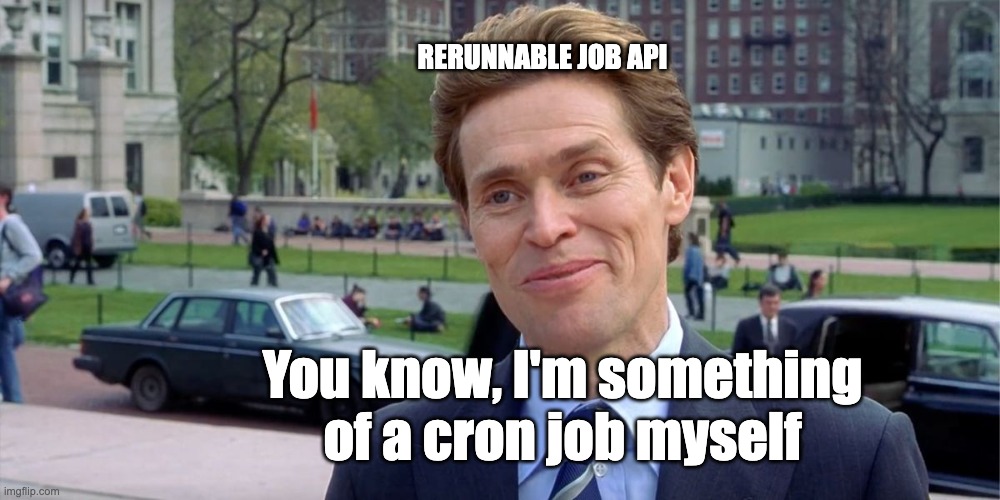 RERUNNABLE JOB API
You know, I'm something
of a cron job myself
imgflip.com